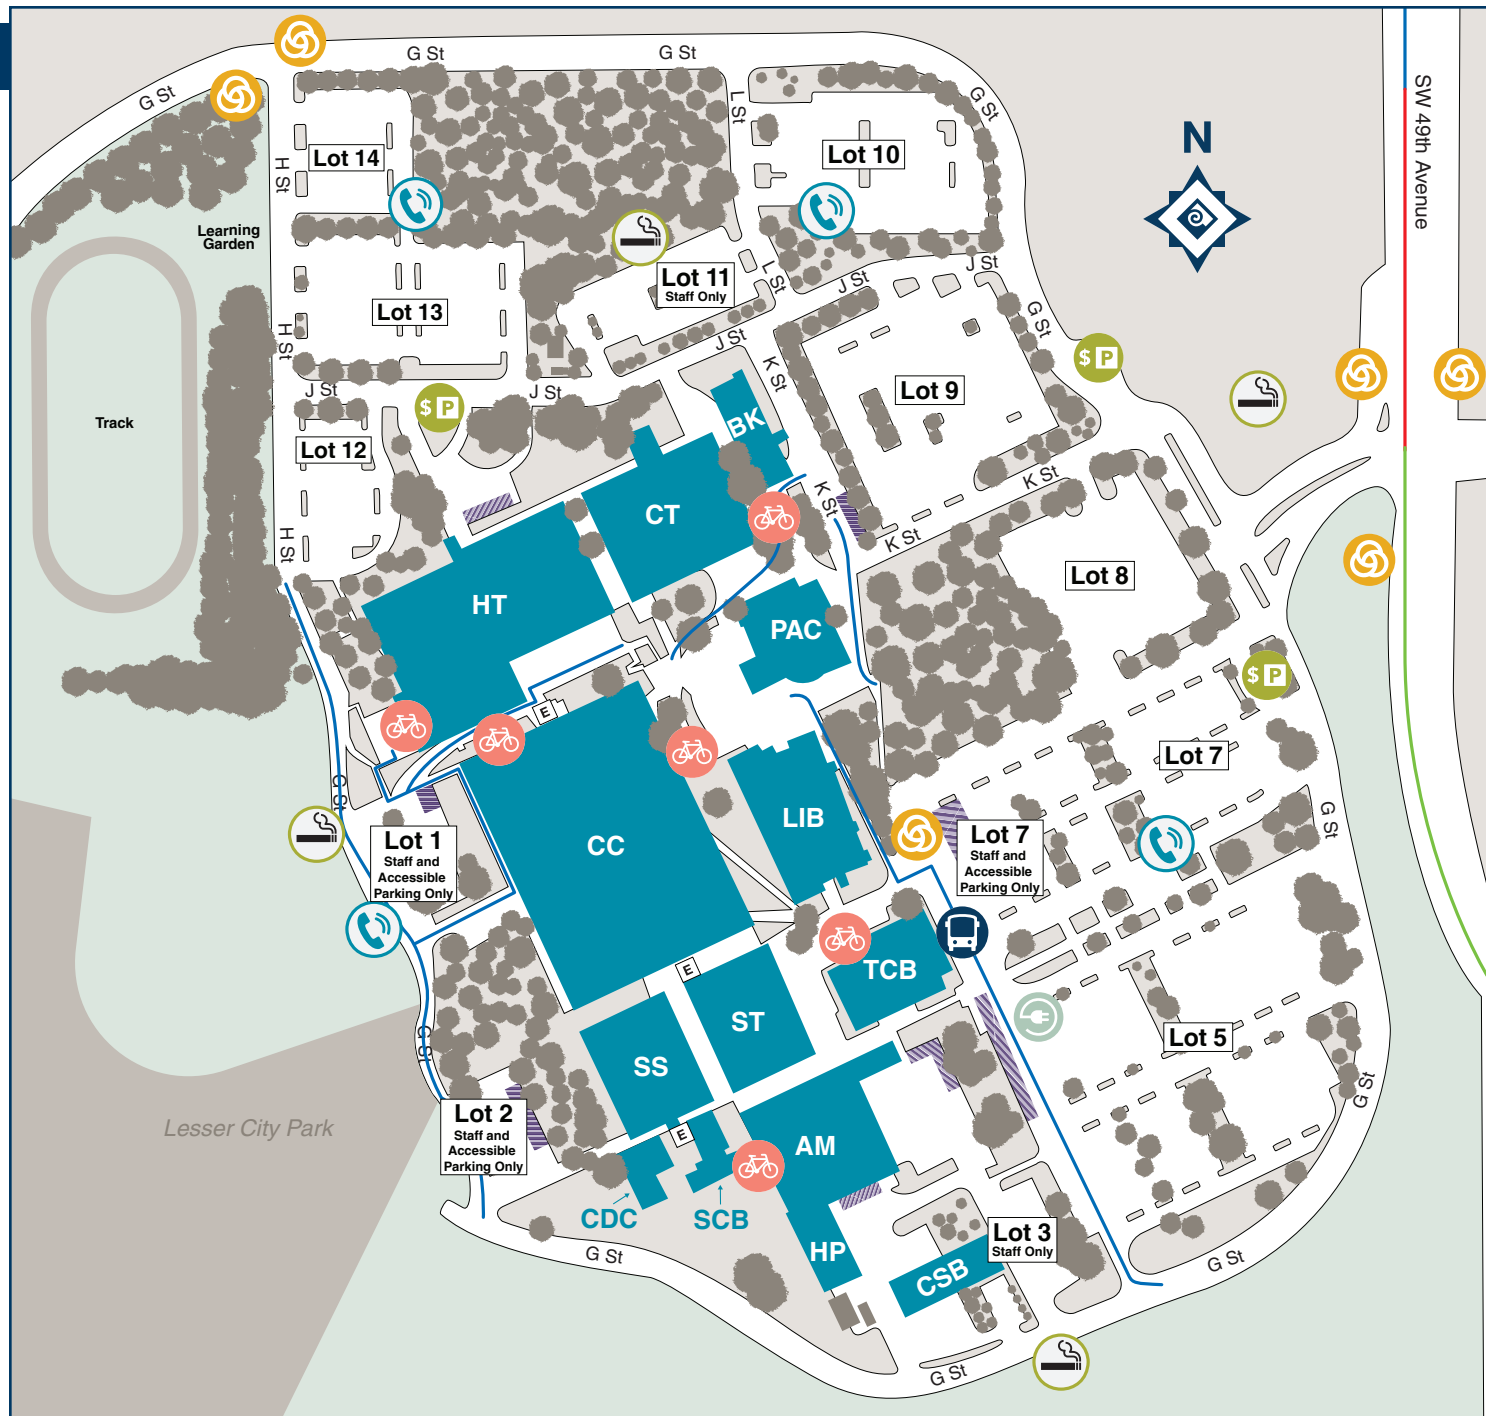 G St
G St
G St
G St
L St
SW 49th Avenue
N
Lot 14
Lot 10
H St
Learning
Garden
L St
J St
J St
Lot 11
Staff Only
Lot 13
G St
H St
J St
K St
$ P
J St
J St
$ P
Lot 9
BK
Track
Lot 12
K St
K St
CT
H St
K St
Lot 8
HT
PAC
$ P
E
Lot 7
G St
G St
LIB
CC
Lot 1
Staff and
Accessible
Parking Only
Lot 7
Staff and
Accessible
Parking Only
E
TCB
ST
G St
Lot 5
SS
G St
Lesser City Park
Lot 2
Staff and
Accessible
Parking Only
E
AM
CDC
SCB
HP
Lot 3
Staff Only
G St
G St
CSB
G St